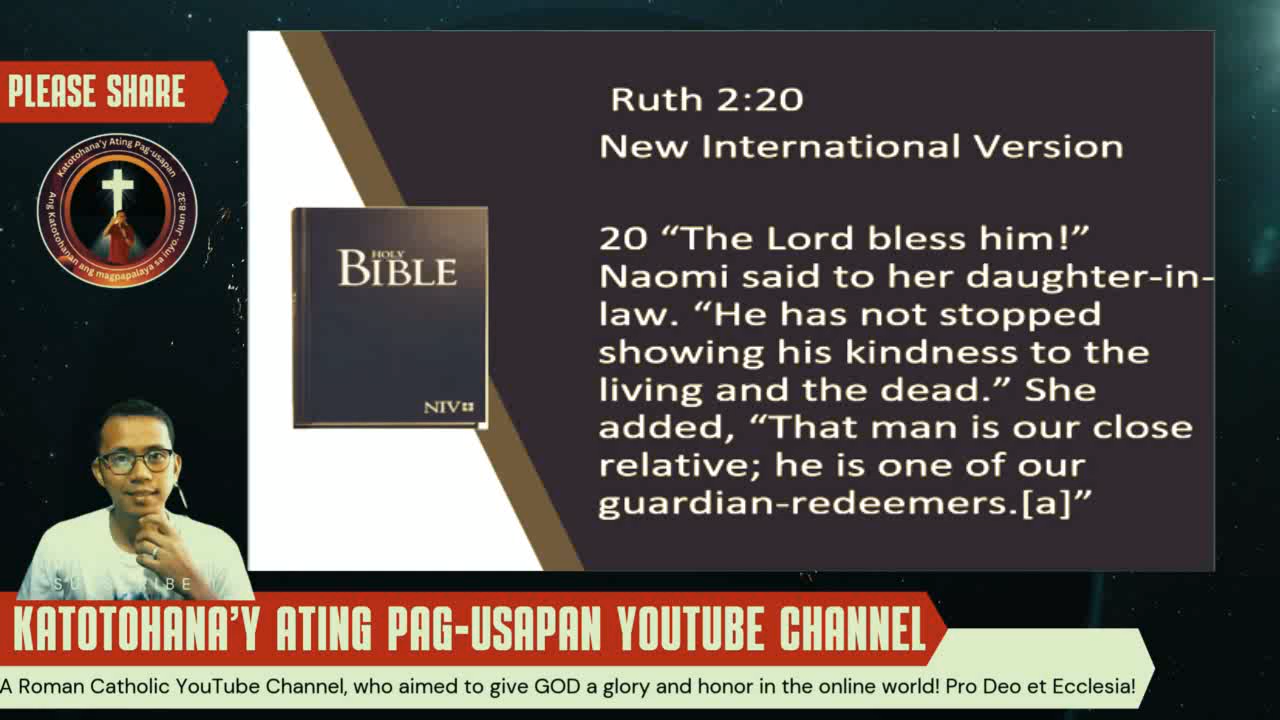 PLEASE SHARE
Katotohana'y Ating Pag-usapan
Ang Katotohanan ang magpapalaya sa inyo. Juan 8:32
Ruth 2:20
New International Version
20 “The Lord bless him!”
Naomi said to her daughter-in-
law. “He has not stopped
showing his kindness to the
living and the dead.” She
added, “That man is our close
relative; he is one of our
guardian-redeemers.[a]”
HOLY
BIBLE
NIV
KATOTOHANA'Y ATING PAG-USAPAN YOUTUBE CHANNEL
A Roman Catholic YouTube Channel, who aimed to give GOD a glory and honor in the online world! Pro Deo et Ecclesia!